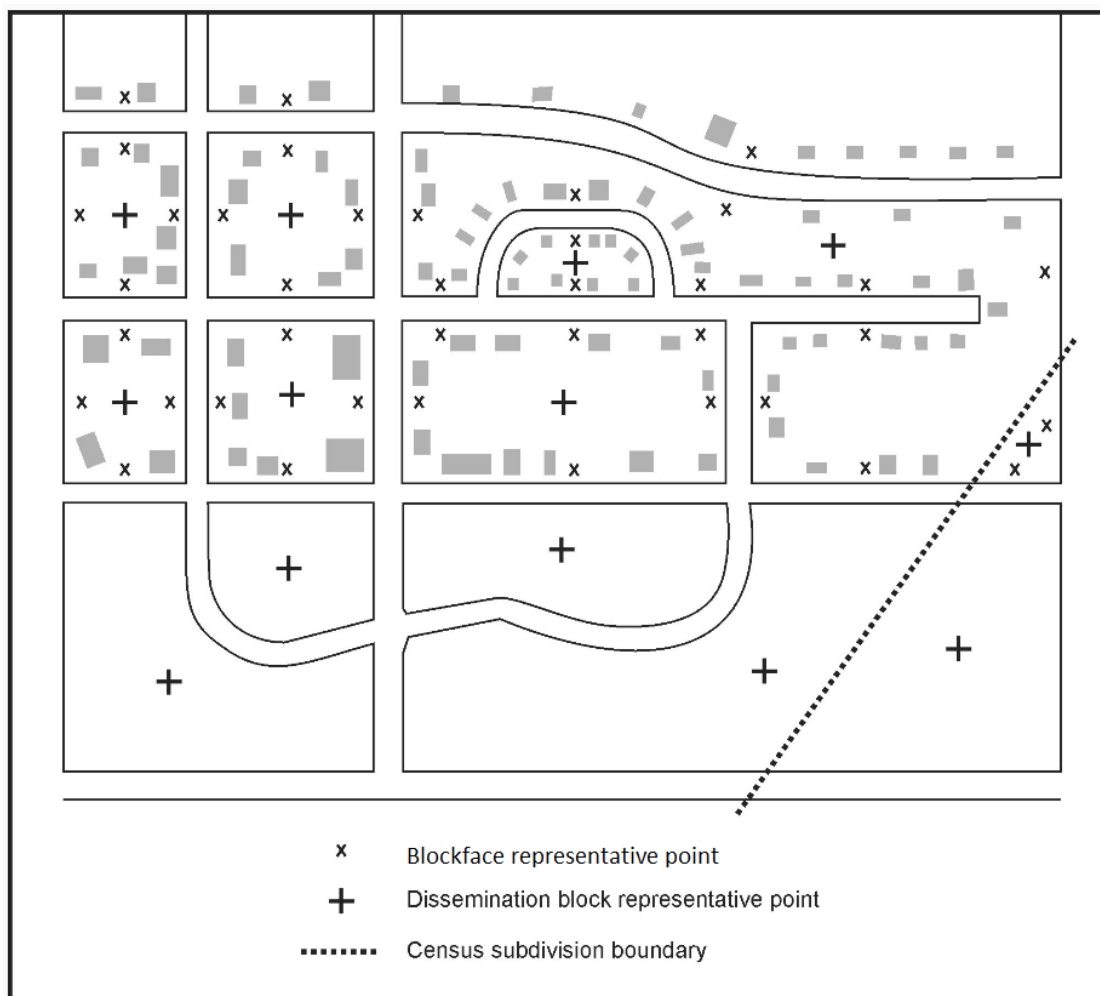 Blockface representative point
Dissemination block representative point
Census subdivision boundary